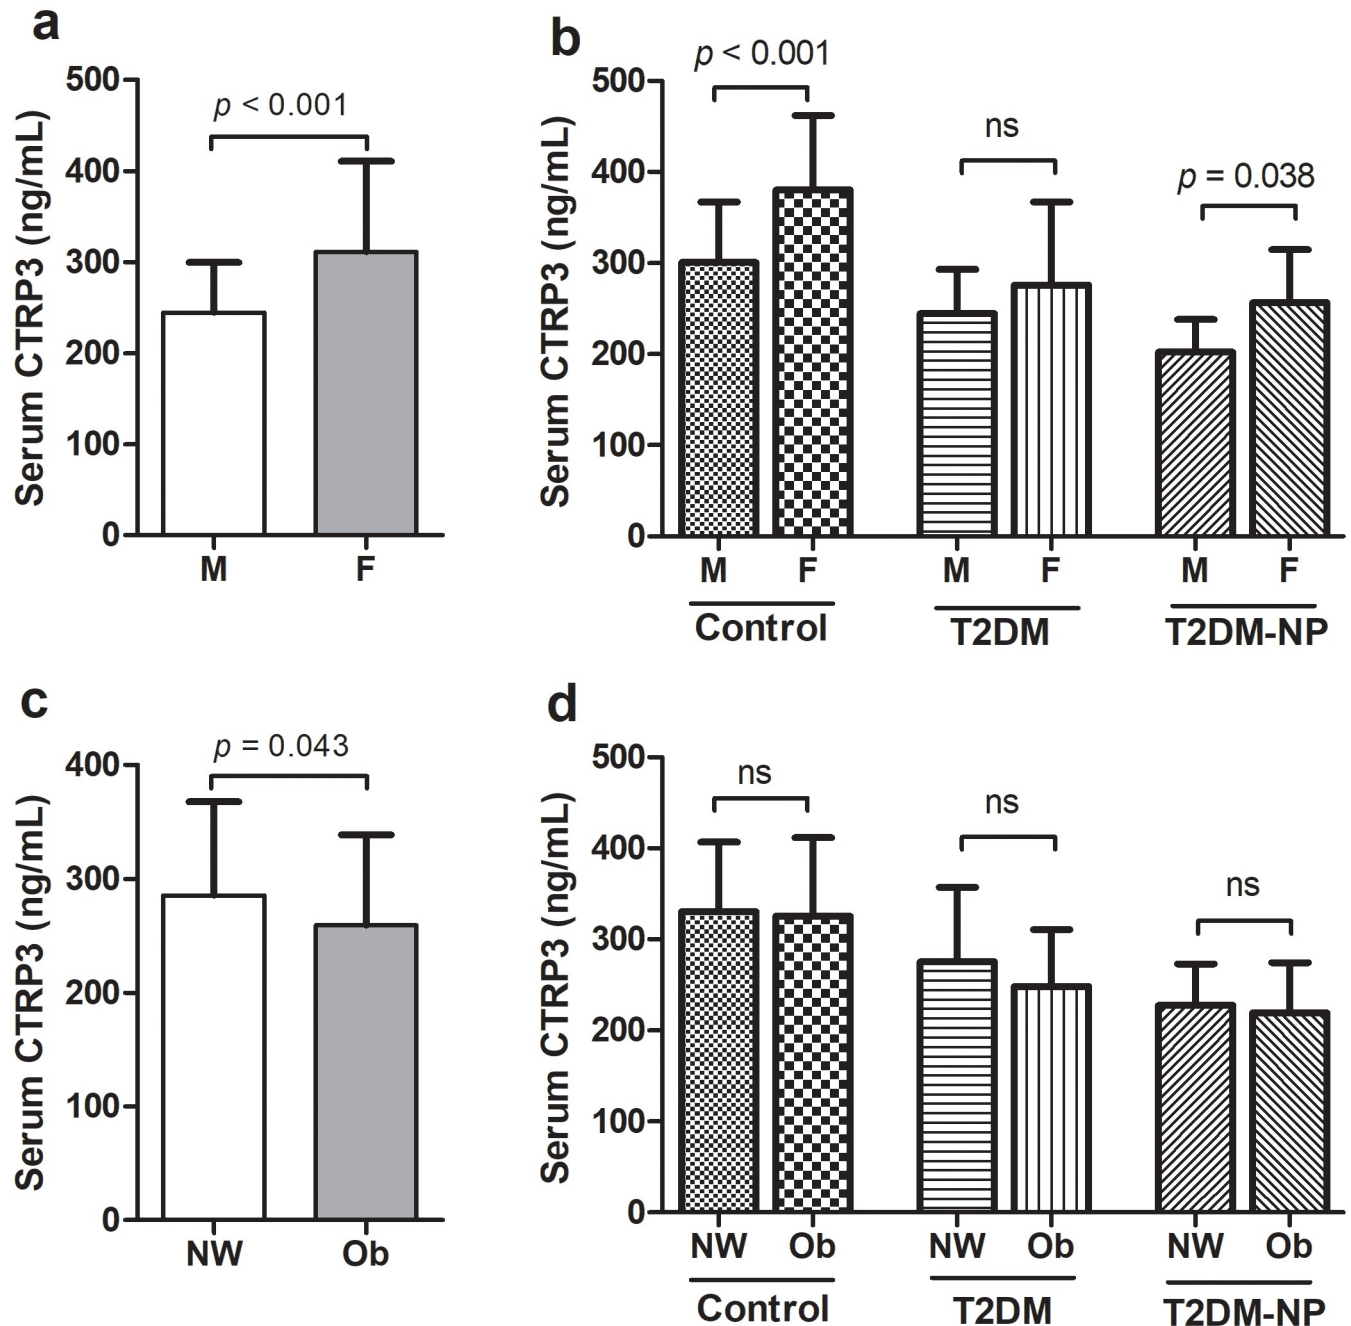 a
p < 0.001
500
400
300
200
100
0
Serum CTRP3 (ng/mL)
M F
b
p < 0.001
ns
p = 0.038
500
400
300
200
100
0
Serum CTRP3 (ng/mL)
M F M F M F
Control T2DM T2DM-NP
c
p = 0.043
400
300
200
100
0
Serum CTRP3 (ng/mL)
NW Ob
d
ns
ns
ns
500
400
300
200
100
0
Serum CTRP3 (ng/mL)
NW Ob NW Ob NW Ob
Control T2DM T2DM-NP